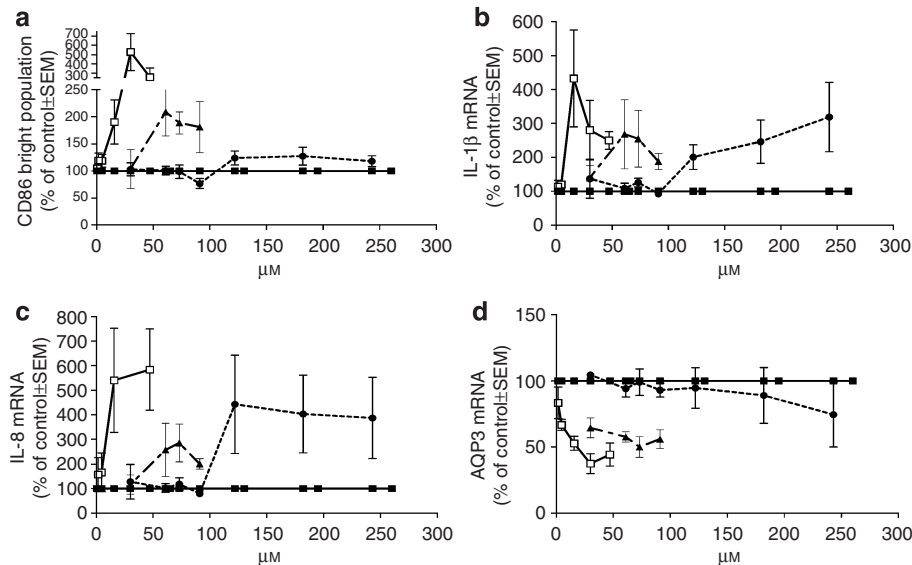 a
CD86 bright population
(% of control±SEM)
700
600
500
400
300
250
200
150
100
50
0
0 50 100 150 200 250 300
μM
b
IL-1β mRNA
(% of control±SEM)
600
500
400
300
200
100
0
0 50 100 150 200 250 300
μM
c
IL-8 mRNA
(% of control±SEM)
800
700
600
500
400
300
200
100
0
0 50 100 150 200 250 300
μM
d
AQP3 mRNA
(% of control±SEM)
150
100
50
0
0 50 100 150 200 250 300
μM